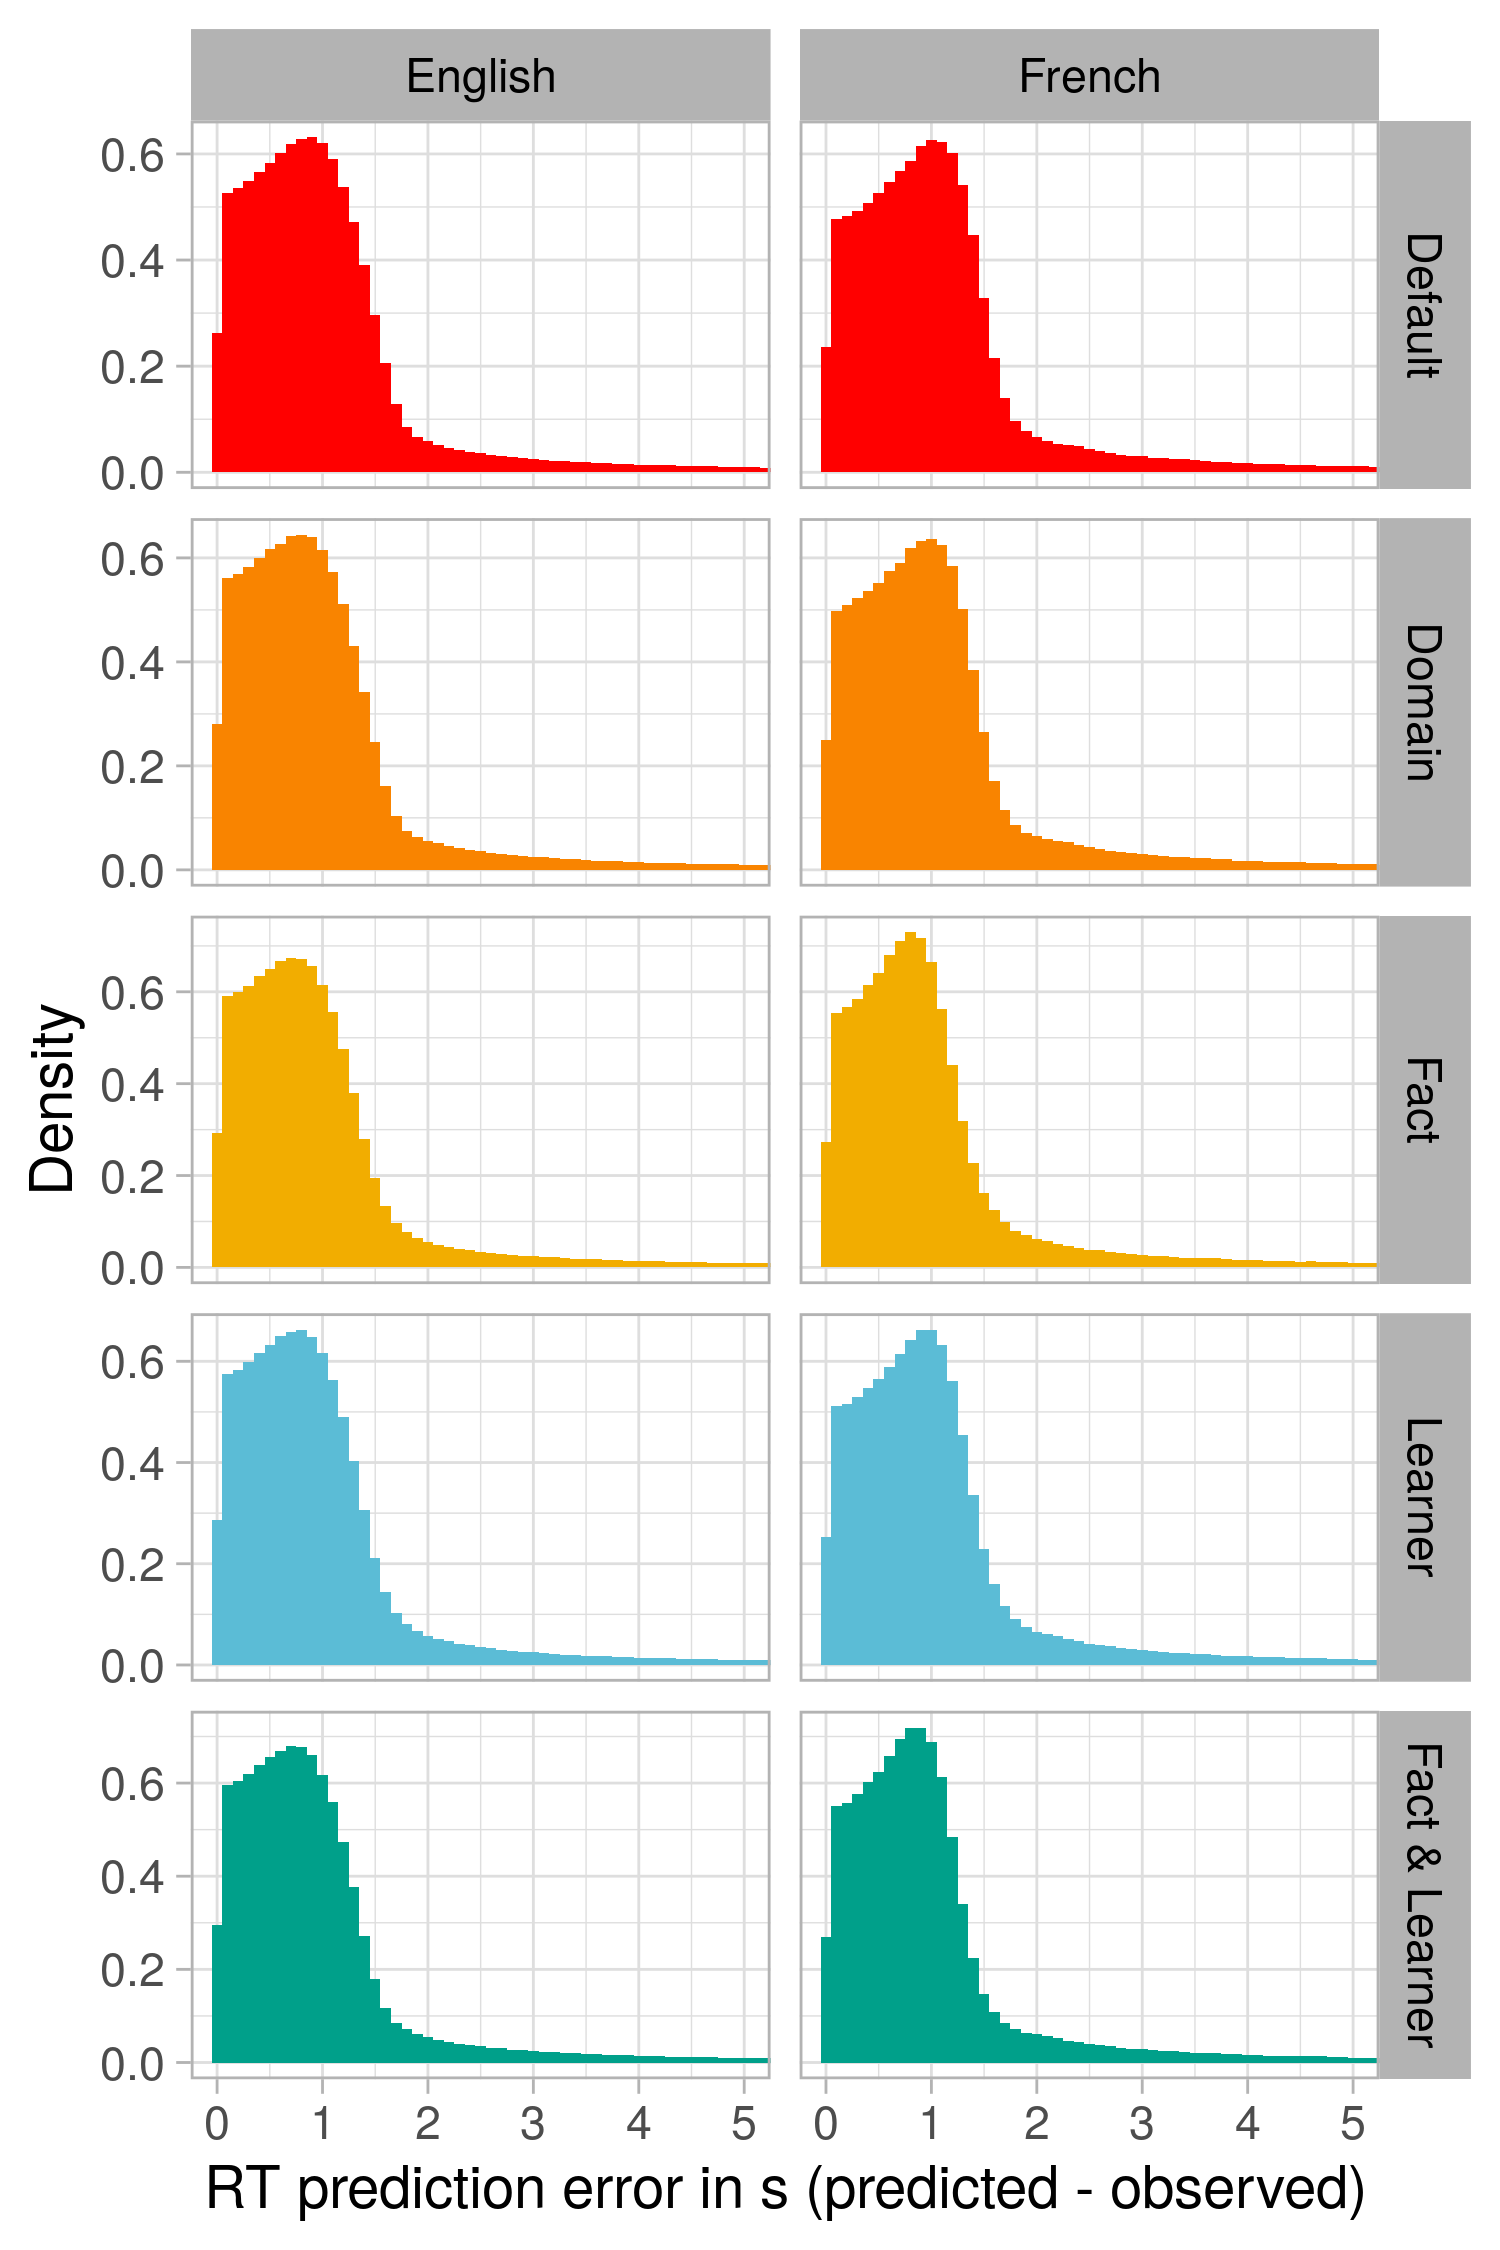 English French
0.6
0.4
0.2
0.0
Default
0.6
0.4
0.2
0.0
Domain
Density
0.6
0.4
0.2
0.0
Fact
0.6
0.4
0.2
0.0
Learner
0.6
0.4
0.2
0.0
Fact & Learner
0 1 2 3 4 5 0 1 2 3 4 5
RT prediction error in s (predicted - observed)